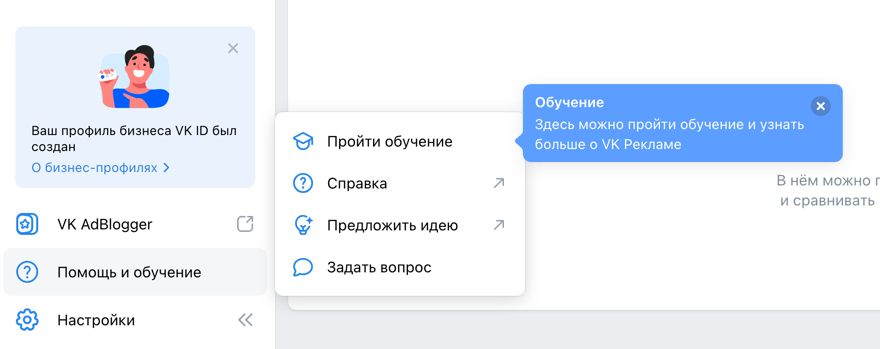 Ваш профиль бизнеса VK ID был
создан
О бизнес-профилях
VK AdBlogger
Помощь и обучение
Настройки
Пройти обучение
Справка
Предложить идею
Задать вопрос
Обучение
Здесь можно пройти обучение и узнать
больше о VK Рекламе
В нём можно
и сравнивать